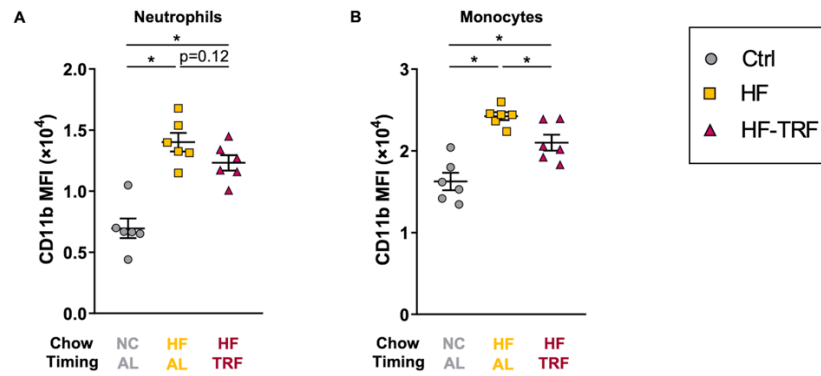 A
Neutrophils
*
* p=0.12
CD11b MFI (×10⁴)
2.0
1.5
1.0
0.5
0.0
Chow NC HF HF
Timing AL AL TRF
B
Monocytes
*
* *
CD11b MFI (×10⁴)
3
2
1
0
Chow NC HF HF
Timing AL AL TRF
Ctrl
HF
HF-TRF